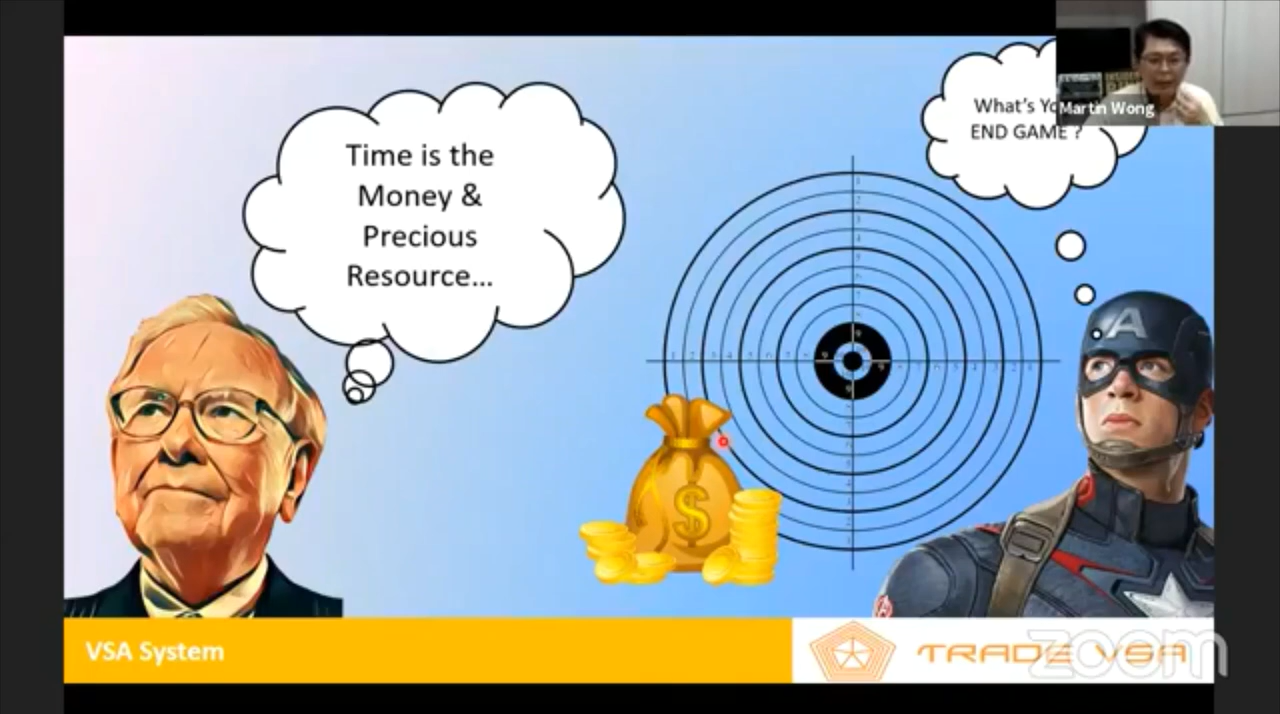 Time is the
Money &
Precious
Resource...
What's Yo
END GAME ?
Martin Wong
A
$
VSA System
TRADE VSA
zoom